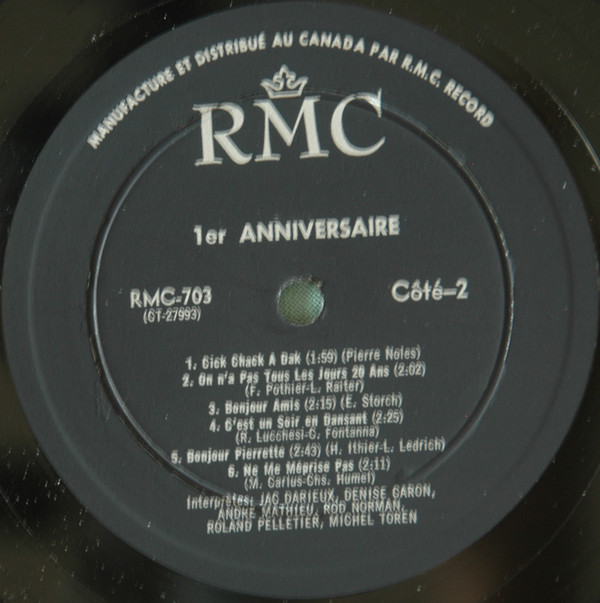 MANUFACTURE ET DISTRIBUÉ AU CANADA PAR R.M.C. RECORD
RMC
1er ANNIVERSAIRE
RMC-703
(CT-27993)
Côté-2
1. Gick Ghack A Dak (1:59) (Pierre Noles)
2. On n'a Pas Tous Les Jours 20 Ans (2:02)
(F. Pothier-L. Raiter)
3. Bonjour Amis (2:15) (E. Storch)
4. C'est un Soir en Dansant (2:25)
(R. Lucchesi-G. Fontanna)
5. Bonjour Pierrette (2:43) (H. Ithier-L. Ledrich)
6. Ne Me Méprise Pas (2:11)
(M. Carlus-Chs. Humel)
Interprètes: JAC DARIEUX, DENISE CARON,
ANDRE MATHIEU, ROD NORMAN,
ROLAND PELLETIER, MICHEL TOREN